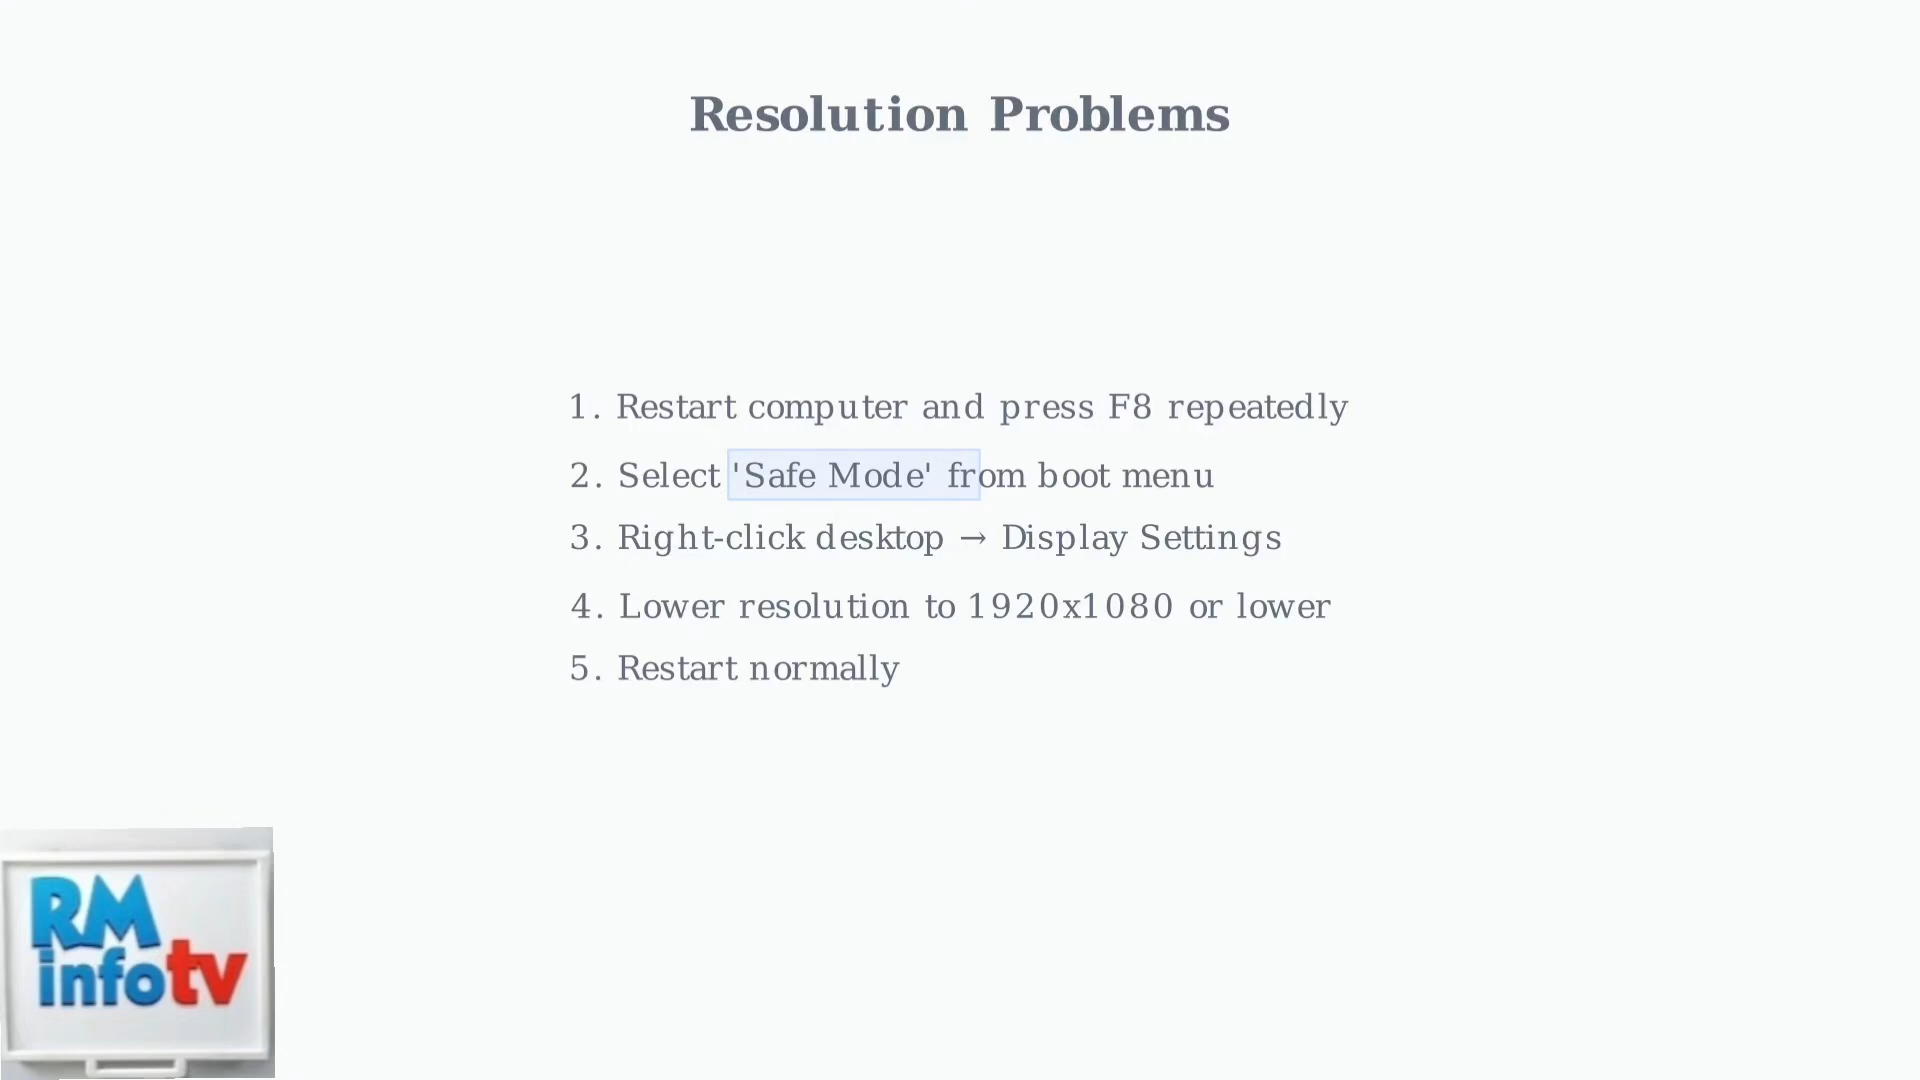 Resolution Problems
1. Restart computer and press F8 repeatedly
2. Select 'Safe Mode' from boot menu
3. Right-click desktop → Display Settings
4. Lower resolution to 1920x1080 or lower
5. Restart normally
RM
infotv